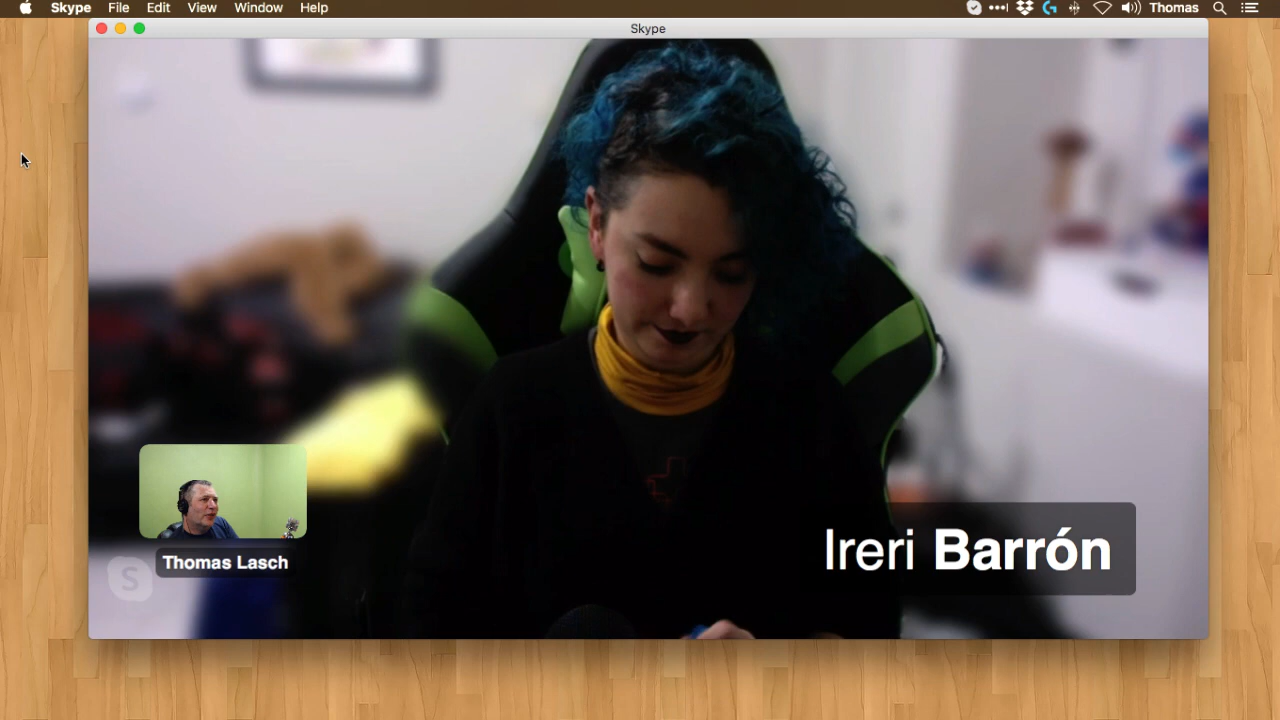 Skype File Edit View Window Help Thomas
Skype
Thomas Lasch
S
Ireri Barrón